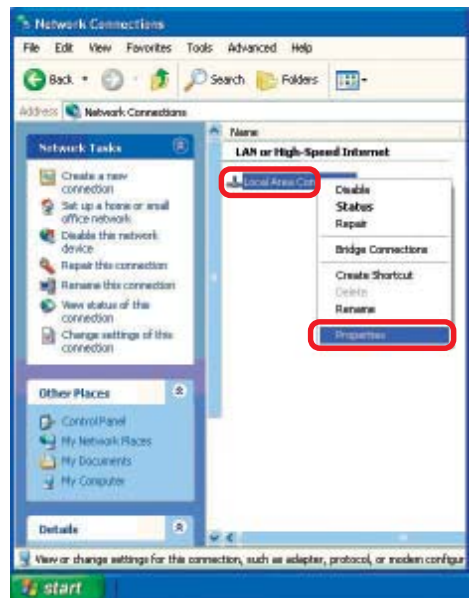 Network Connections
File Edit View Favorites Tools Advanced Help
Back Search Folders
Address Network Connections
Name
LAN or High-Speed Internet
Network Tasks
Create a new
connection
Set up a home or small
office network
Disable this network
device
Repair this connection
Rename this connection
View status of this
connection
Change settings of this
connection
Local Area Con
Disable
Status
Repair
Bridge Connections
Create Shortcut
Delete
Rename
Properties
Other Places
Control Panel
My Network Places
My Documents
My Computer
Details
View or change settings for this connection, such as adapter, protocol, or modem configur
start